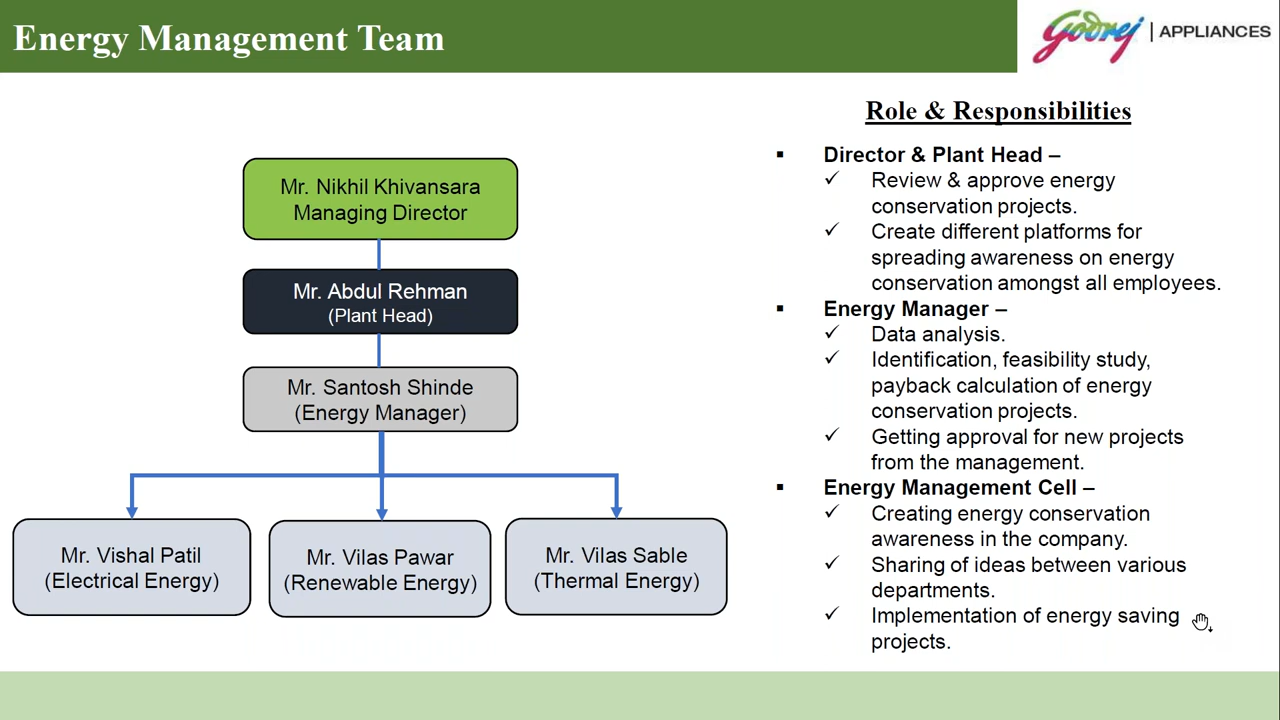 Energy Management Team
Godrej | APPLIANCES
Mr. Nikhil Khivansara
Managing Director
Mr. Abdul Rehman
(Plant Head)
Mr. Santosh Shinde
(Energy Manager)
Mr. Vishal Patil
(Electrical Energy)
Mr. Vilas Pawar
(Renewable Energy)
Mr. Vilas Sable
(Thermal Energy)
Role & Responsibilities
▪ Director & Plant Head –
✓ Review & approve energy
conservation projects.
✓ Create different platforms for
spreading awareness on energy
conservation amongst all employees.
▪ Energy Manager –
✓ Data analysis.
✓ Identification, feasibility study,
payback calculation of energy
conservation projects.
✓ Getting approval for new projects
from the management.
▪ Energy Management Cell –
✓ Creating energy conservation
awareness in the company.
✓ Sharing of ideas between various
departments.
✓ Implementation of energy saving
projects.